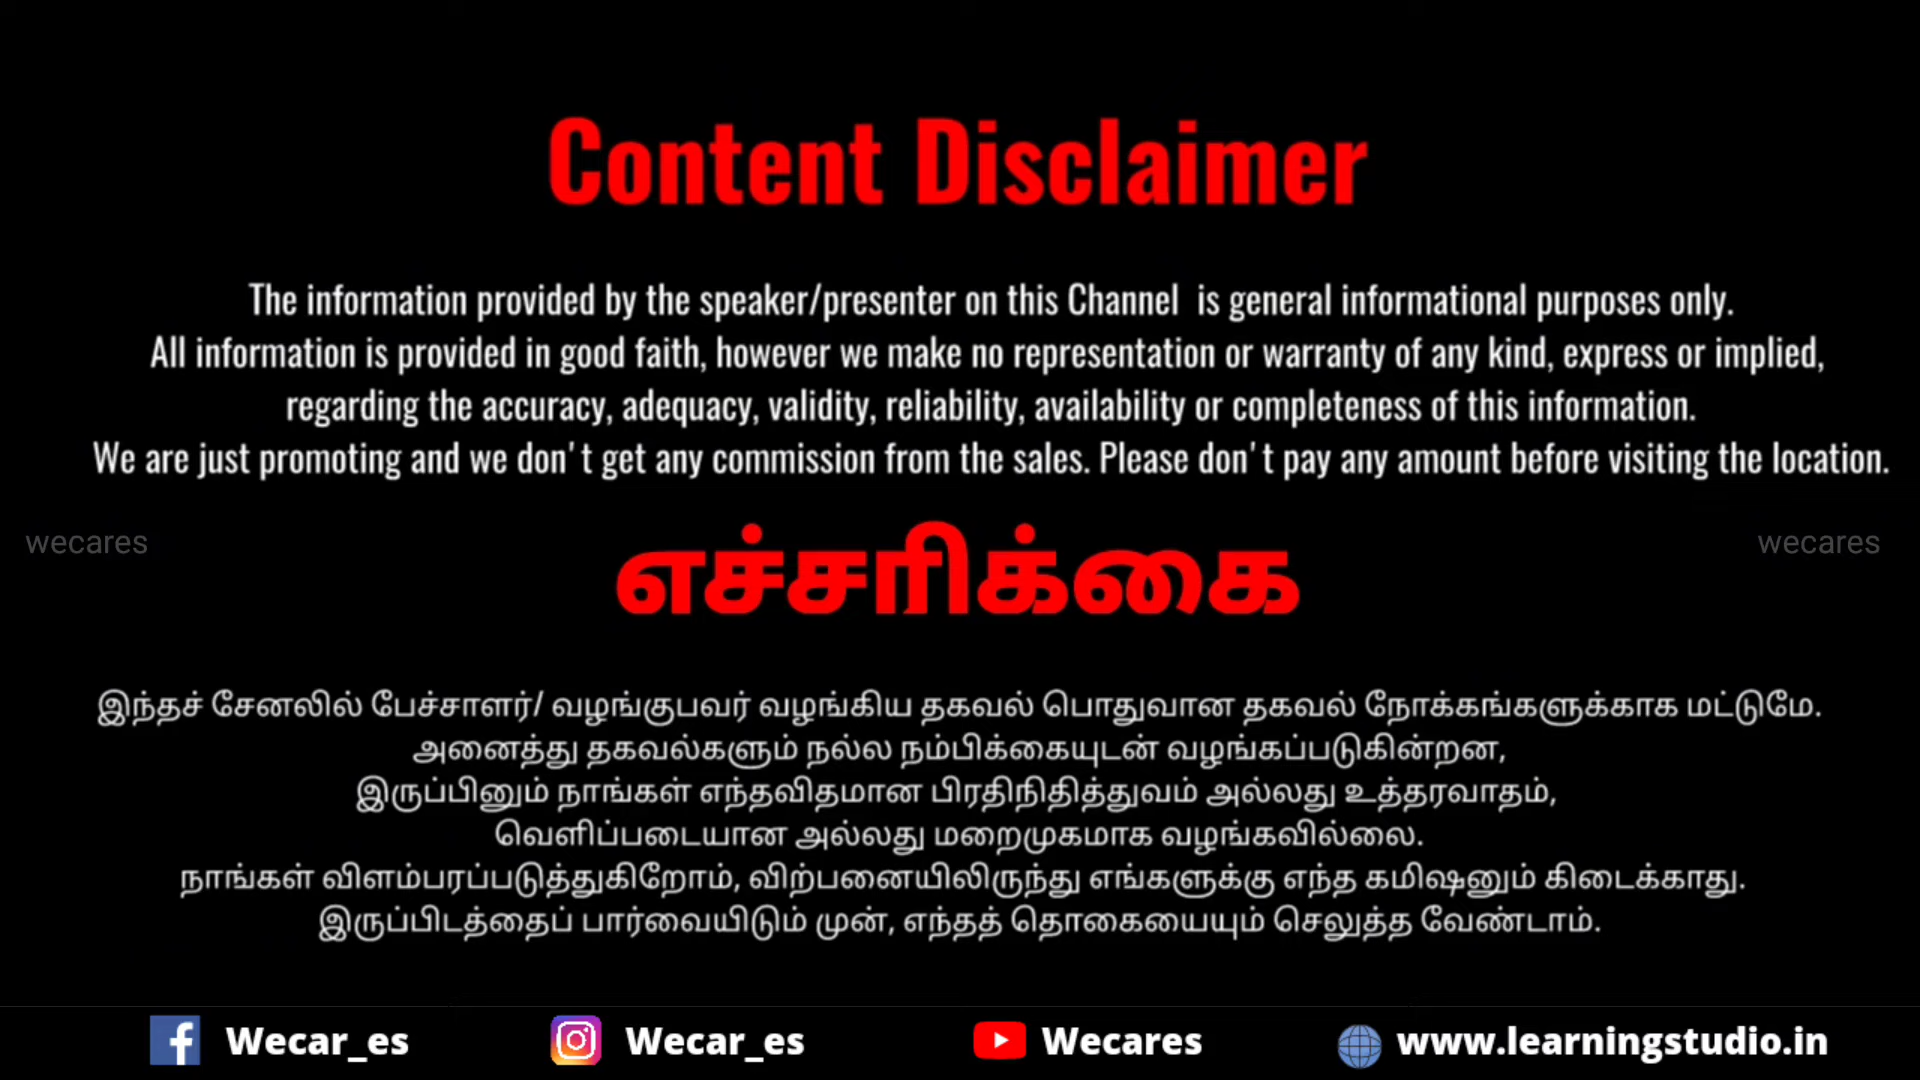 Content Disclaimer
The information provided by the speaker/presenter on this Channel is general informational purposes only.
All information is provided in good faith, however we make no representation or warranty of any kind, express or implied,
regarding the accuracy, adequacy, validity, reliability, availability or completeness of this information.
We are just promoting and we don't get any commission from the sales. Please don't pay any amount before visiting the location.
wecares
wecares
எச்சரிக்கை
இந்தச் சேனலில் பேச்சாளர்/ வழங்குபவர் வழங்கிய தகவல் பொதுவான தகவல் நோக்கங்களுக்காக மட்டுமே.
அனைத்து தகவல்களும் நல்ல நம்பிக்கையுடன் வழங்கப்படுகின்றன,
இருப்பினும் நாங்கள் எந்தவிதமான பிரதிநிதித்துவம் அல்லது உத்தரவாதம்,
வெளிப்படையான அல்லது மறைமுகமாக வழங்கவில்லை.
நாங்கள் விளம்பரப்படுத்துகிறோம், விற்பனையிலிருந்து எங்களுக்கு எந்த கமிஷனும் கிடைக்காது.
இருப்பிடத்தைப் பார்வையிடும் முன், எந்தத் தொகையையும் செலுத்த வேண்டாம்.
Wecar_es
Wecar_es
Wecares
www.learningstudio.in